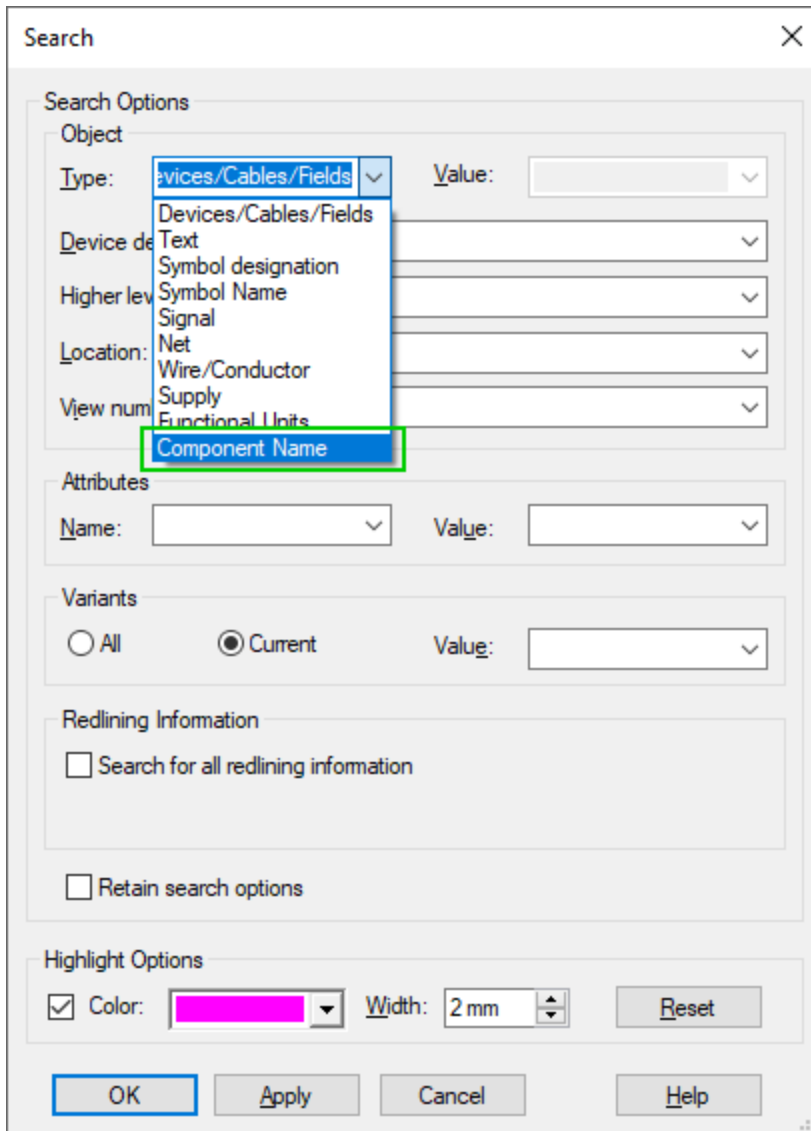 Search
Search Options
Object
Type: evices/Cables/Fields Value:
Devices/Cables/Fields
Device de
Text
Symbol designation
Higher lev
Symbol Name
Signal
Location:
Net
Wire/Conductor
Supply
View num
Functional Units
Component Name
Attributes
Name: Value:
Variants
All Current Value:
Redlining Information
Search for all redlining information
Retain search options
Highlight Options
Color: Width: 2 mm Reset
OK Apply Cancel Help